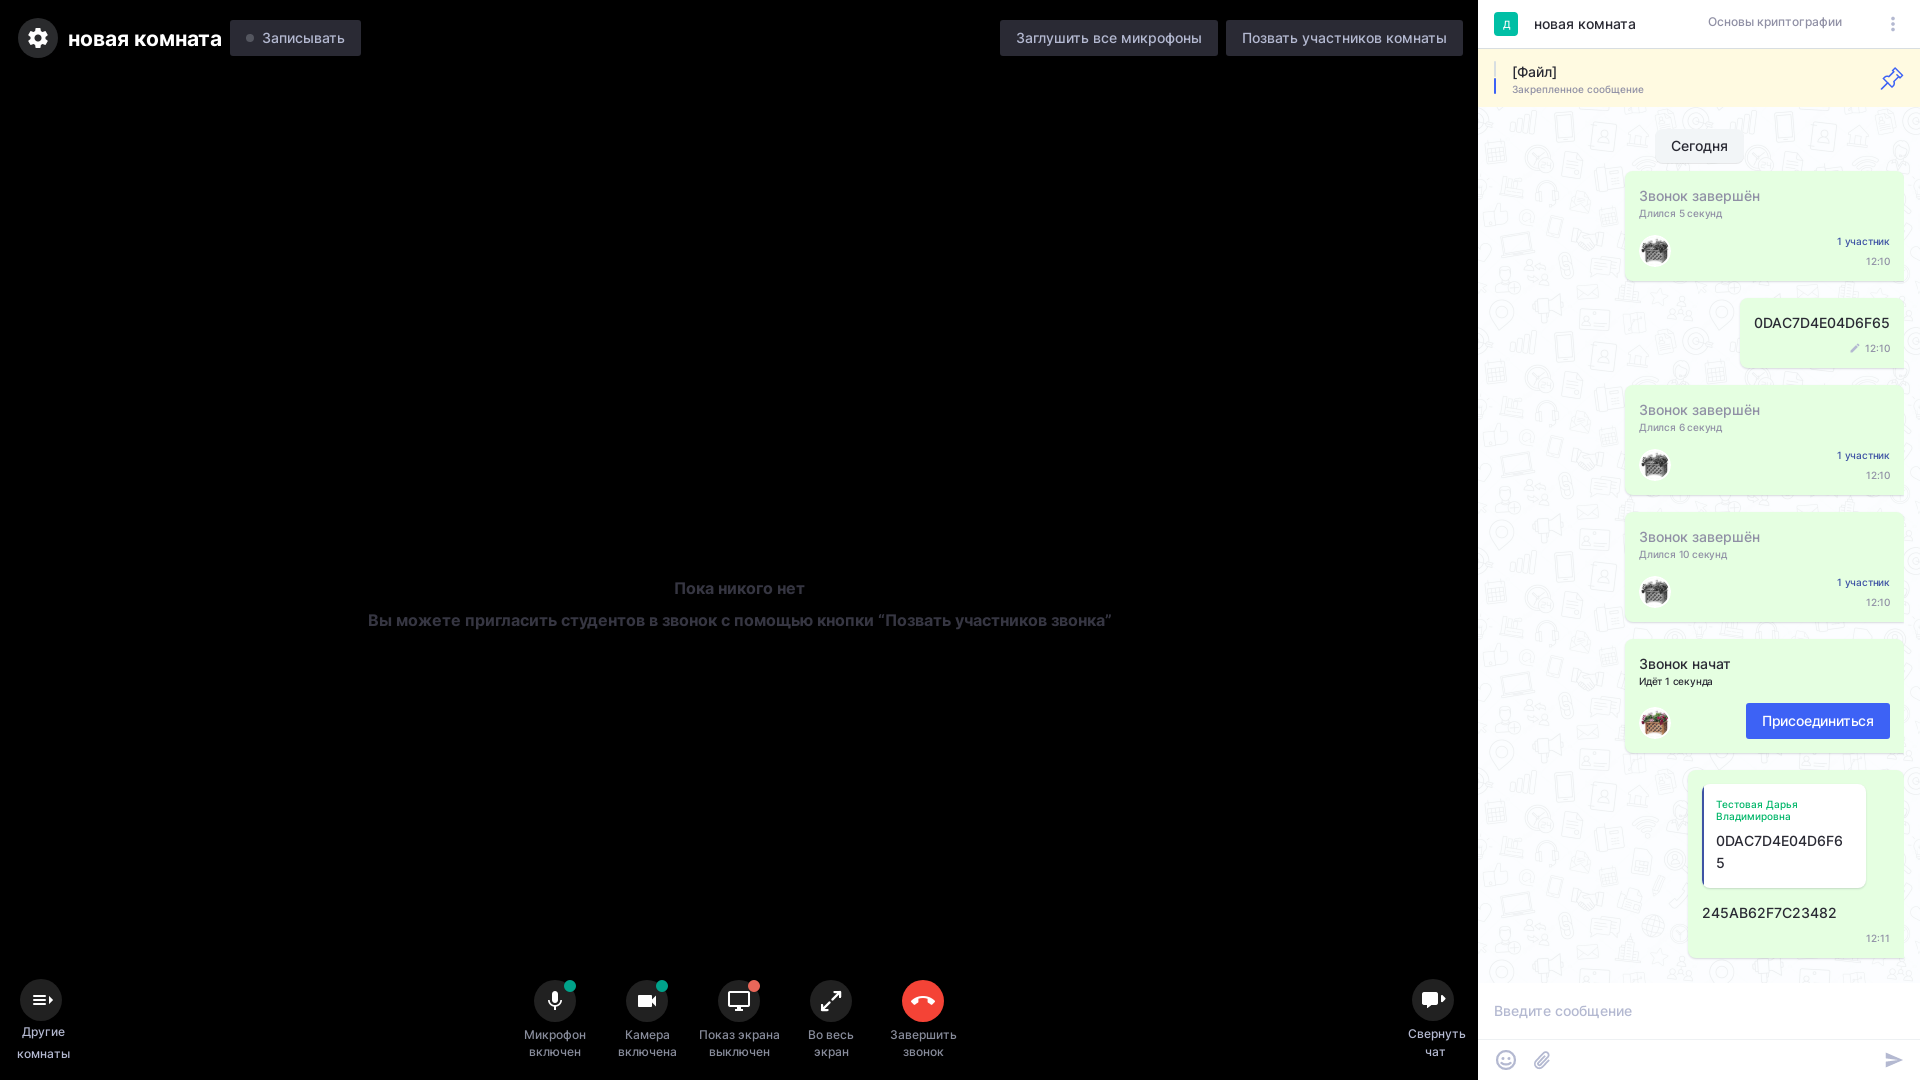 новая комната
Записывать
Заглушить все микрофоны
Позвать участников комнаты
Пока никого нет
Вы можете пригласить студентов в звонок с помощью кнопки “Позвать участников звонка”
Другие
комнаты
Микрофон
включен
Камера
включена
Показ экрана
выключен
Во весь
экран
Завершить
звонок
Свернуть
чат
Д
новая комната
Основы криптографии
[Файл]
Закрепленное сообщение
Сегодня
Звонок завершён
Длился 5 секунд
1 участник
12:10
0DAC7D4E04D6F65
12:10
Звонок завершён
Длился 6 секунд
1 участник
12:10
Звонок завершён
Длился 10 секунд
1 участник
12:10
Звонок начат
Идёт 1 секунда
Присоединиться
Тестовая Дарья
Владимировна
0DAC7D4E04D6F6
5
245AB62F7C23482
12:11
Введите сообщение